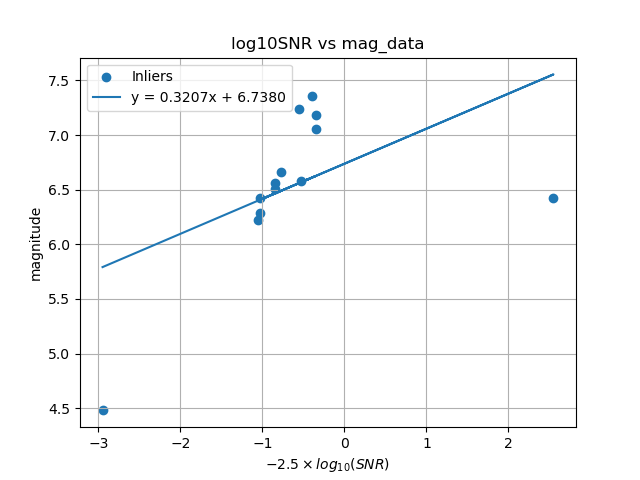 log10SNR vs mag_data
Inliers
y = 0.3207x + 6.7380
7.5
7.0
6.5
6.0
5.5
5.0
4.5
magnitude
−3 −2 −1 0 1 2
−2.5 × log₁₀(SNR)